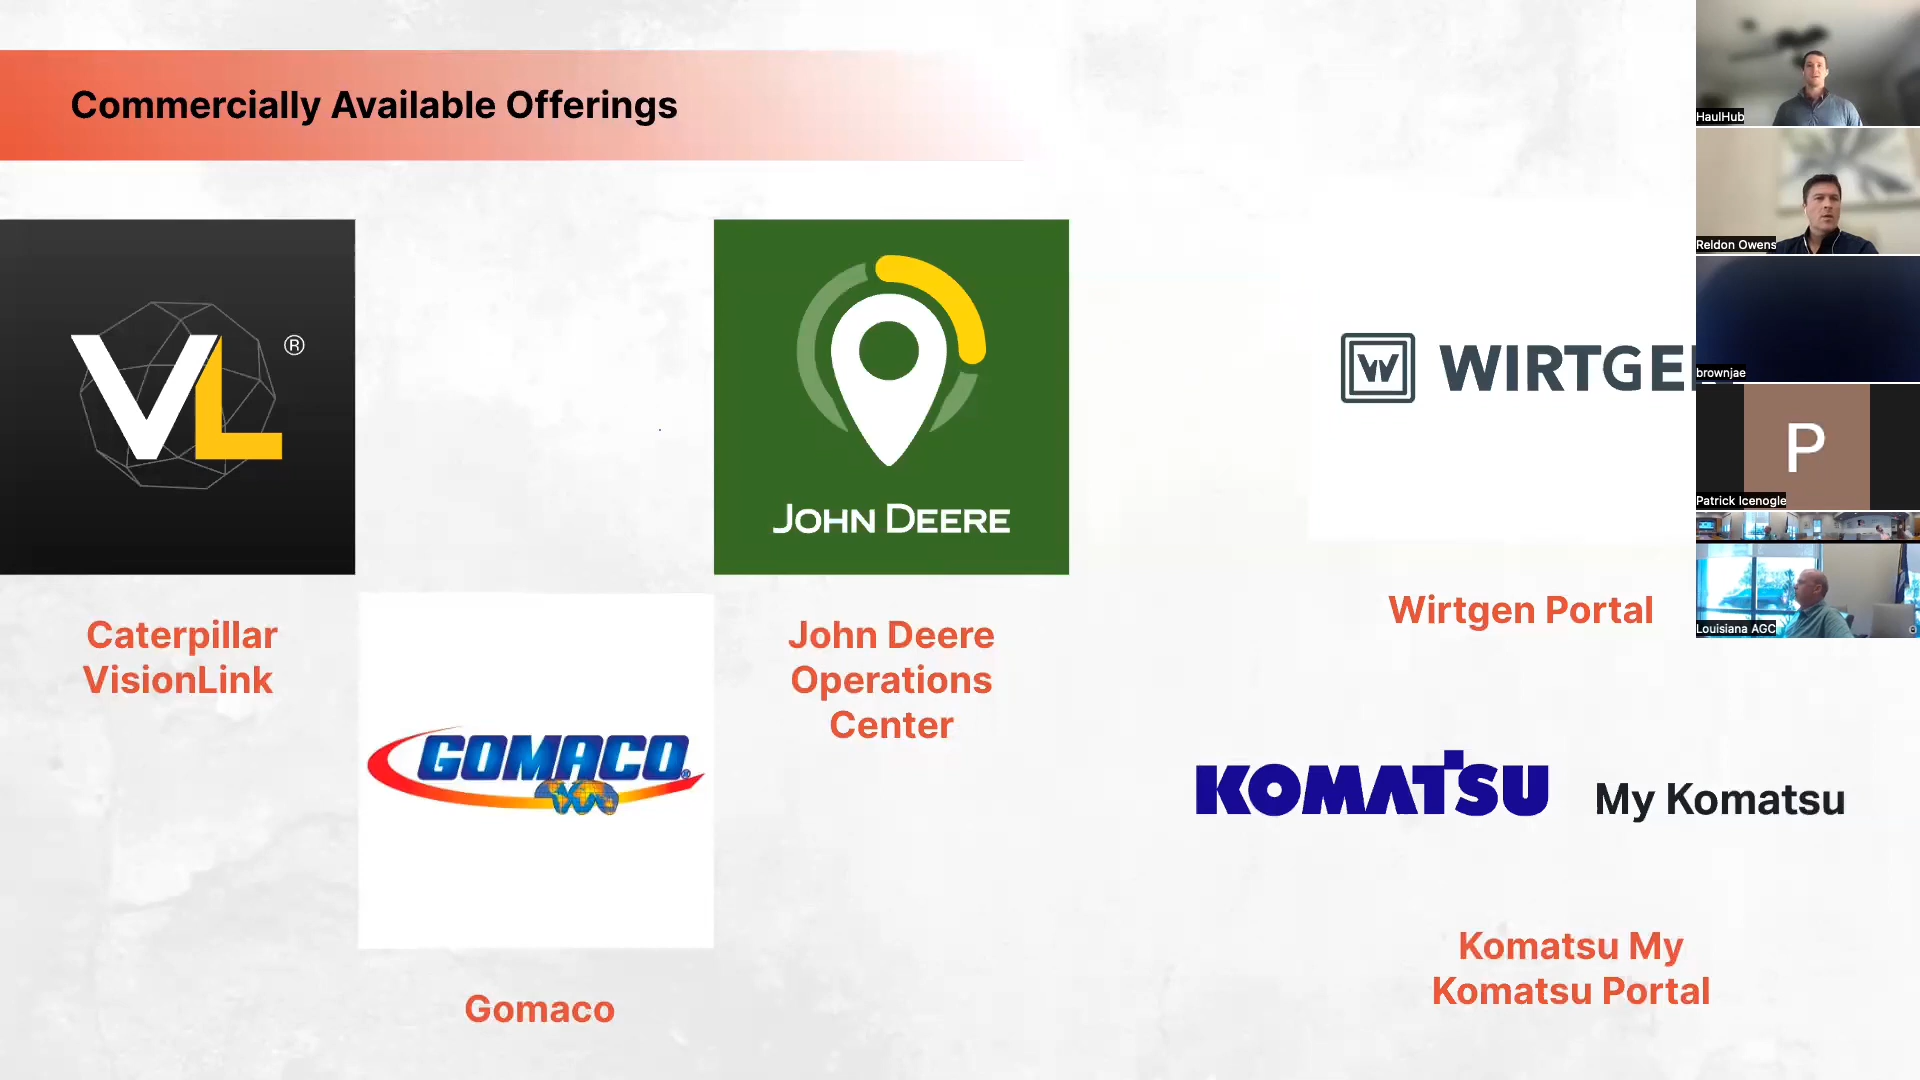 Commercially Available Offerings
VL ®
Caterpillar
VisionLink
GOMACO®
Gomaco
JOHN DEERE
John Deere
Operations
Center
W WIRTGE
Wirtgen Portal
KOMATSU My Komatsu
Komatsu My
Komatsu Portal
HaulHub
Reldon Owens
brownjae
P
Patrick Icenogle
Louisiana AGC